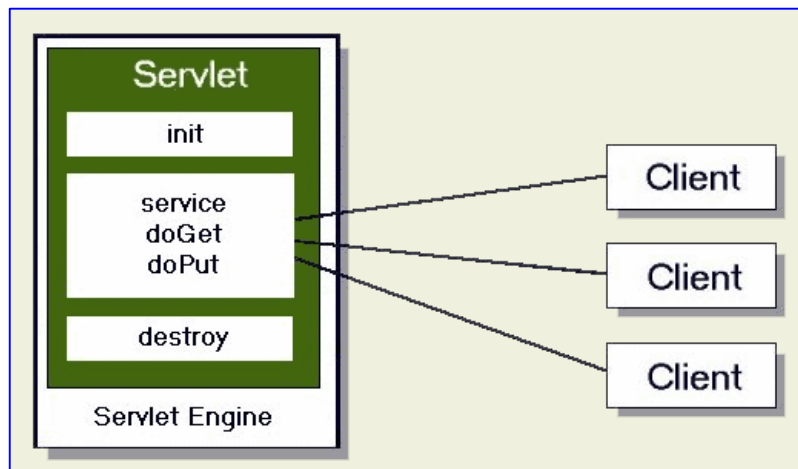 Servlet
init
service
doGet
doPut
destroy
Servlet Engine
Client
Client
Client